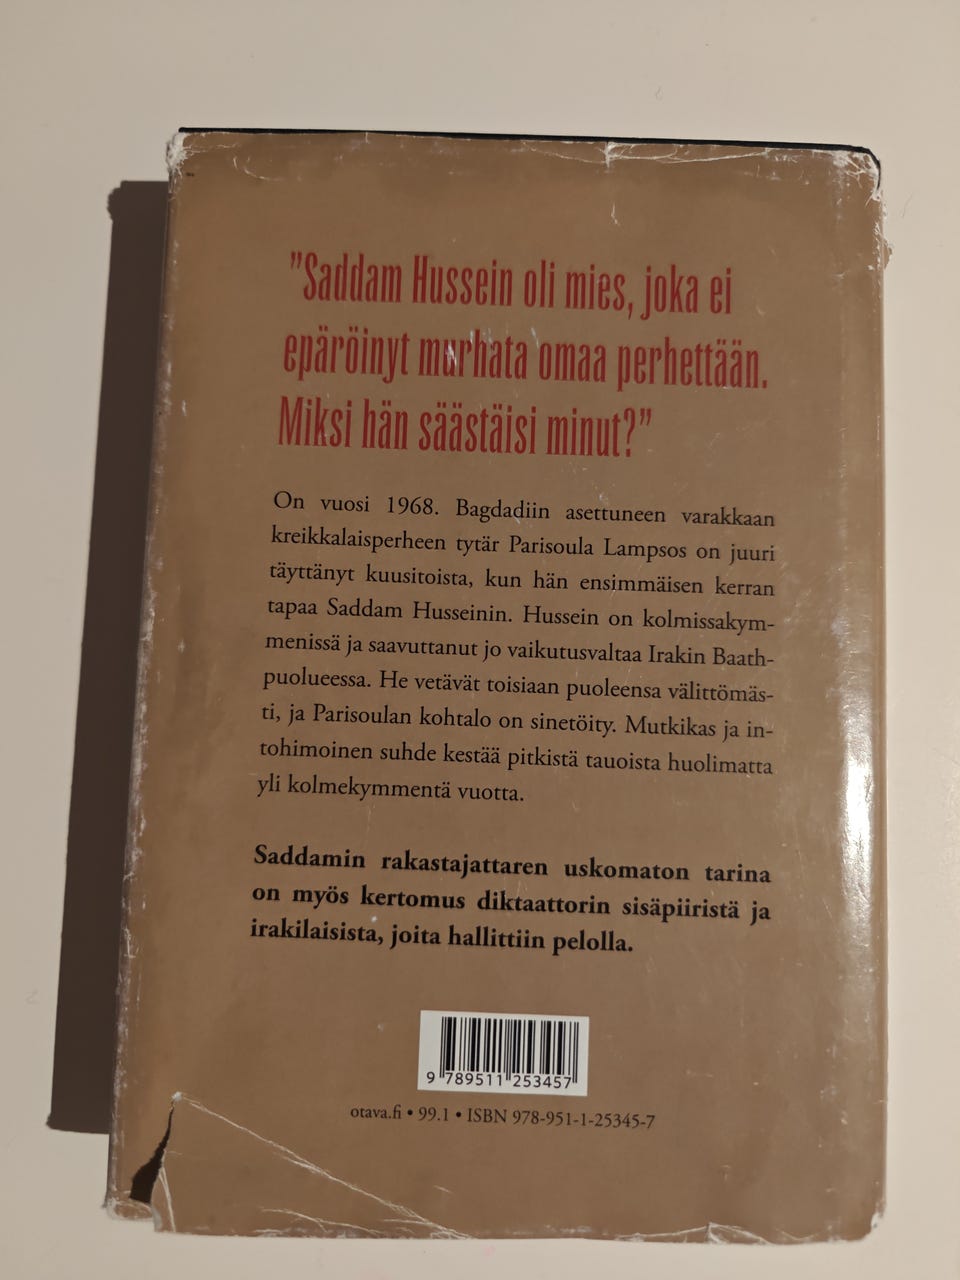 "Saddam Hussein oli mies, joka ei
epäröinyt murhata omaa perhettään.
Miksi hän säästäisi minut?"
On vuosi 1968. Bagdadiin asettuneen varakkaan
kreikkalaisperheen tytär Parisoula Lampsos on juuri
täyttänyt kuusitoista, kun hän ensimmäisen kerran
tapaa Saddam Husseinin. Hussein on kolmissakym-
menissä ja saavuttanut jo vaikutusvaltaa Irakin Baath-
puolueessa. He vetävät toisiaan puoleensa välittömäs-
ti, ja Parisoulan kohtalo on sinetöity. Mutkikas ja in-
tohimoinen suhde kestää pitkistä tauoista huolimatta
yli kolmekymmentä vuotta.
Saddamin rakastajattaren uskomaton tarina
on myös kertomus diktaattorin sisäpiiristä ja
irakilaisista, joita hallittiin pelolla.
9 789511 253457
otava.fi • 99.1 • ISBN 978-951-1-25345-7